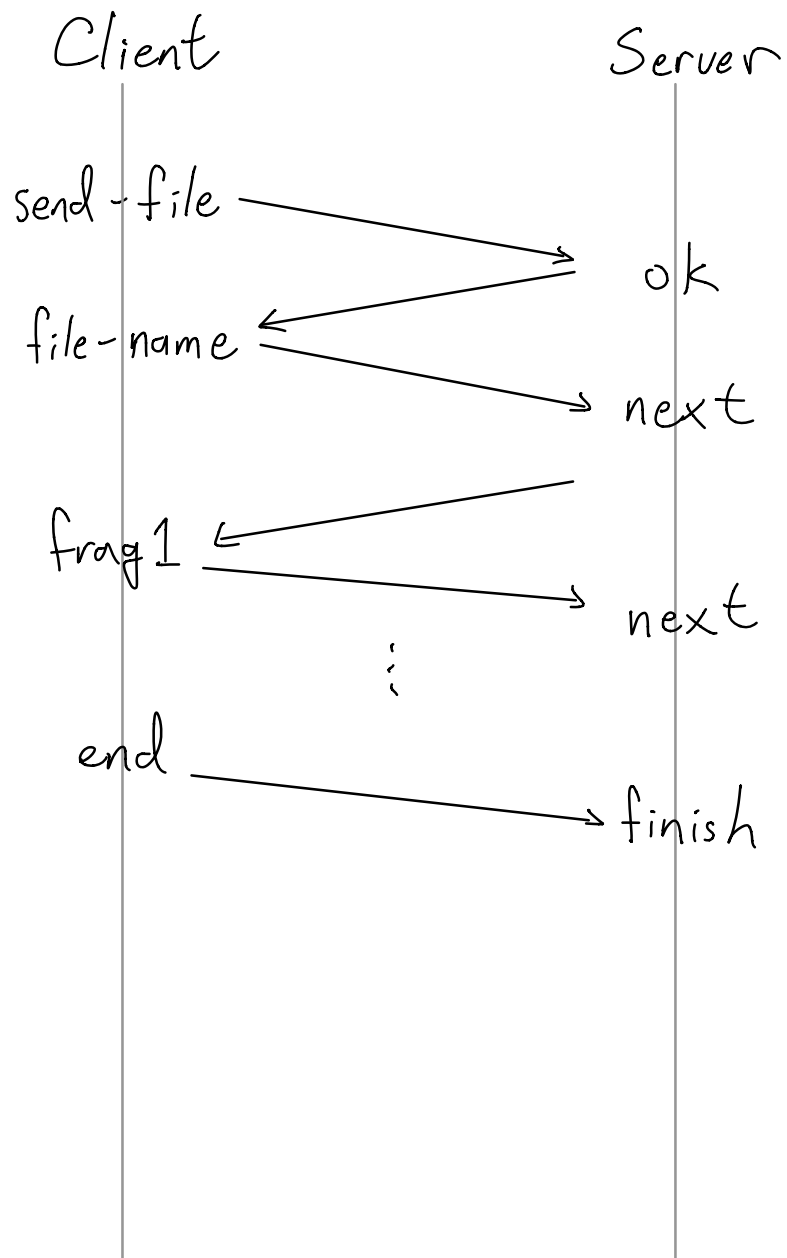 Client
Server
send-file
ok
file-name
next
frag1
next
end
finish